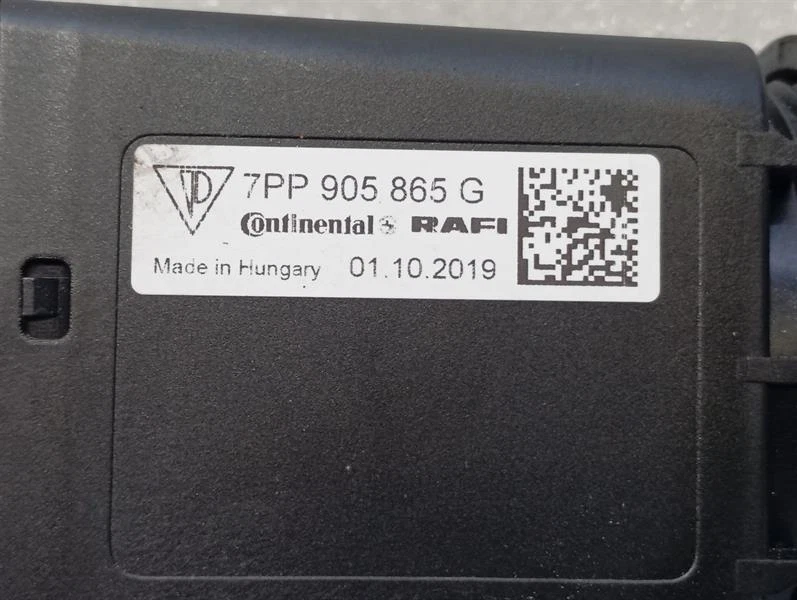 7PP 905 865 G
Continental RAFI
Made in Hungary 01.10.2019